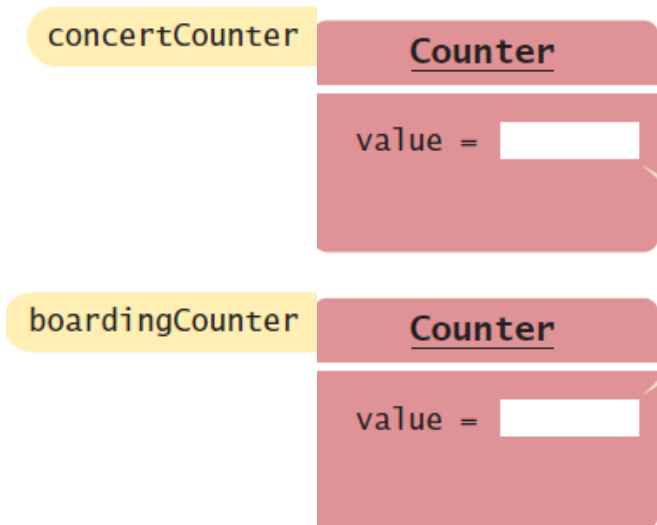 concertCounter
Counter
value =
boardingCounter
Counter
value =